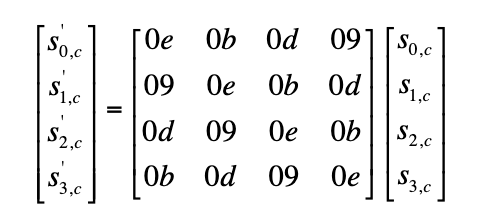 s'0,c 0e 0b 0d 09 s0,c
s'1,c 09 0e 0b 0d s1,c
=
s'2,c 0d 09 0e 0b s2,c
s'3,c 0b 0d 09 0e s3,c